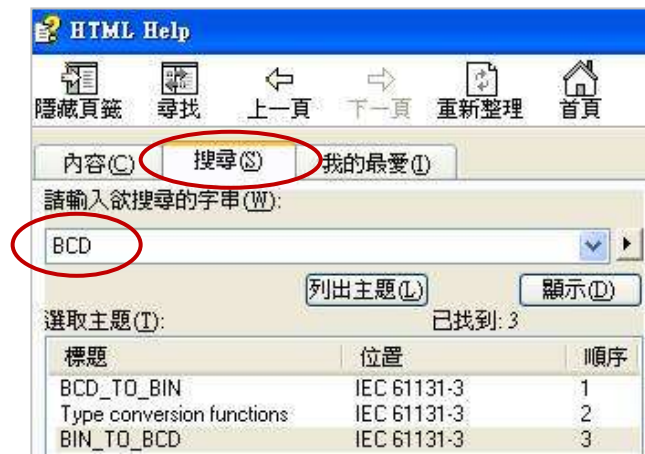 HTML Help
隱藏頁籤 尋找 上一頁 下一頁 重新整理 首頁
內容(C) 搜尋(S) 我的最愛(I)
請輸入欲搜尋的字串(W):
BCD
列出主題(L) 顯示(D)
選取主題(T): 已找到: 3
標題 位置 順序
BCD_TO_BIN IEC 61131-3 1
Type conversion functions IEC 61131-3 2
BIN_TO_BCD IEC 61131-3 3